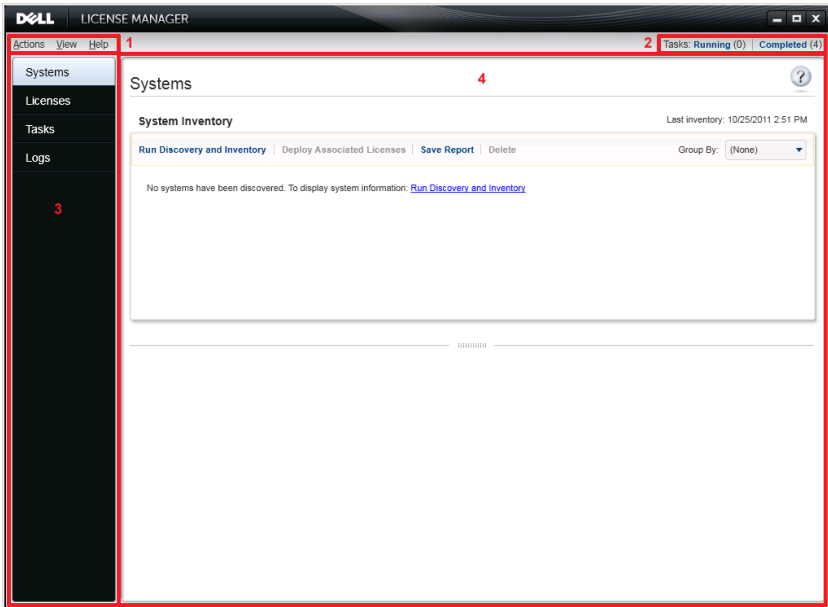 DELL LICENSE MANAGER
Actions View Help 1 2 Tasks: Running (0) Completed (4)
Systems
Licenses
Tasks
Logs
3
Systems 4 ?
System Inventory Last inventory: 10/25/2011 2:51 PM
Run Discovery and Inventory Deploy Associated Licenses Save Report Delete Group By: (None)
No systems have been discovered. To display system information: Run Discovery and Inventory